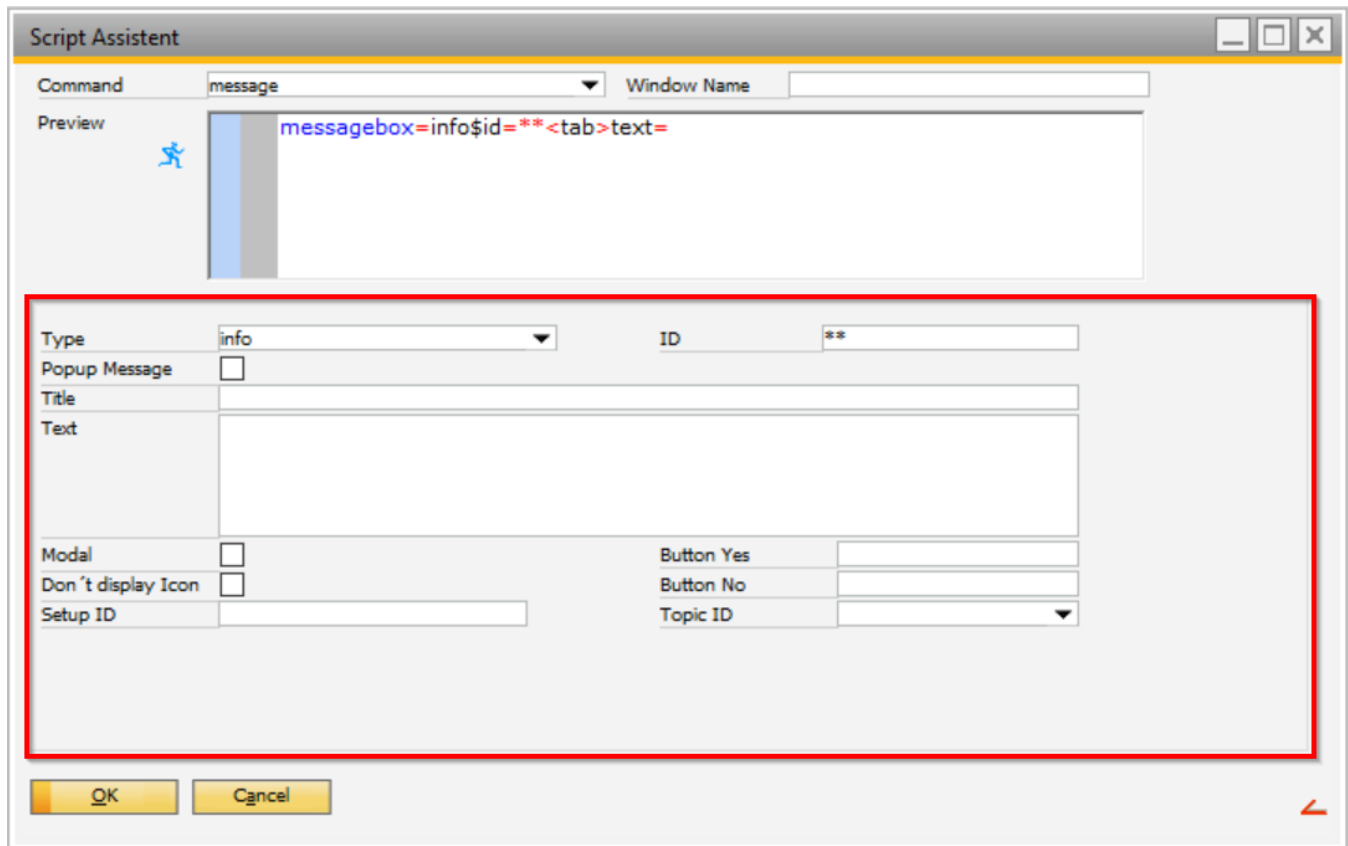 Script Assistent
Command message Window Name
Preview messagebox=info$id=**<tab>text=
Type info ID **
Popup Message
Title
Text
Modal Button Yes
Don´t display Icon Button No
Setup ID Topic ID
OK Cancel